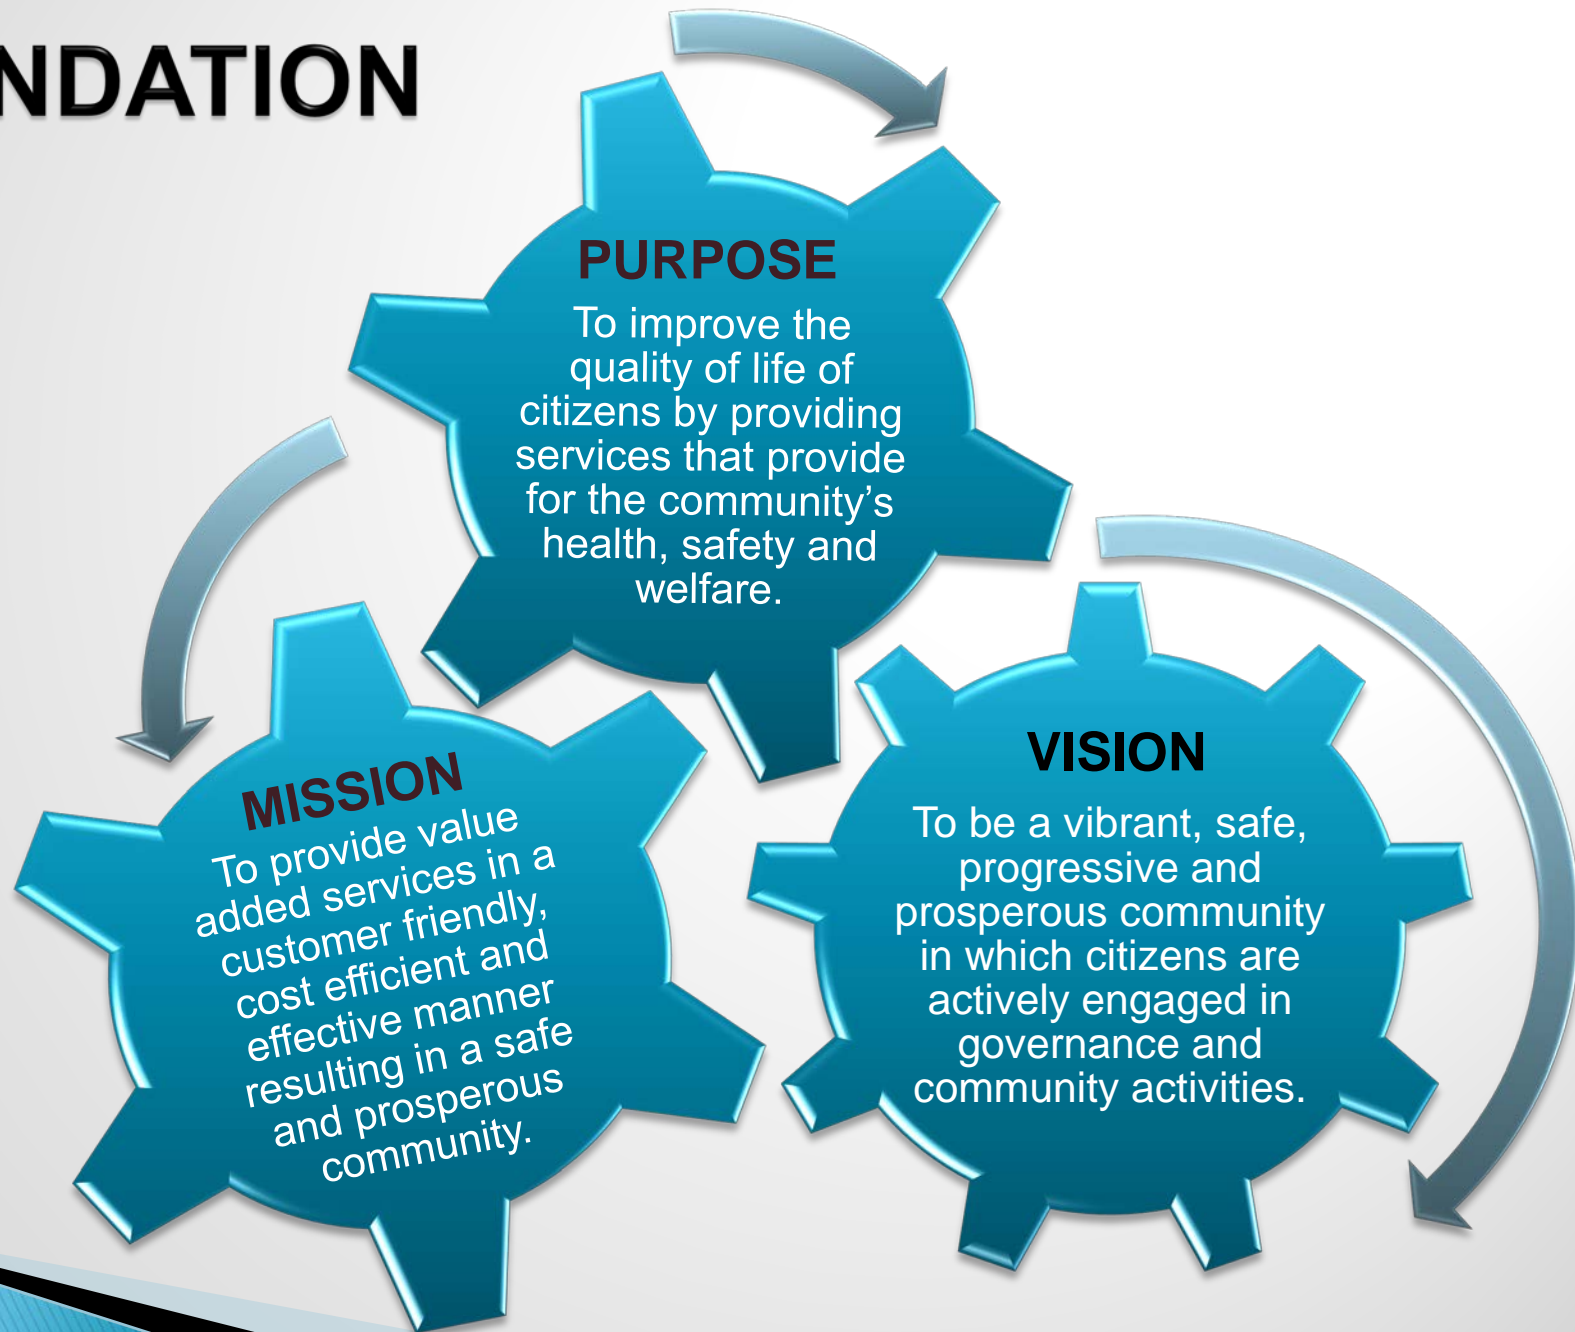 NDATION
PURPOSE
To improve the
quality of life of
citizens by providing
services that provide
for the community’s
health, safety and
welfare.
MISSION
To provide value
added services in a
customer friendly,
cost efficient and
effective manner
resulting in a safe
and prosperous
community.
VISION
To be a vibrant, safe,
progressive and
prosperous community
in which citizens are
actively engaged in
governance and
community activities.